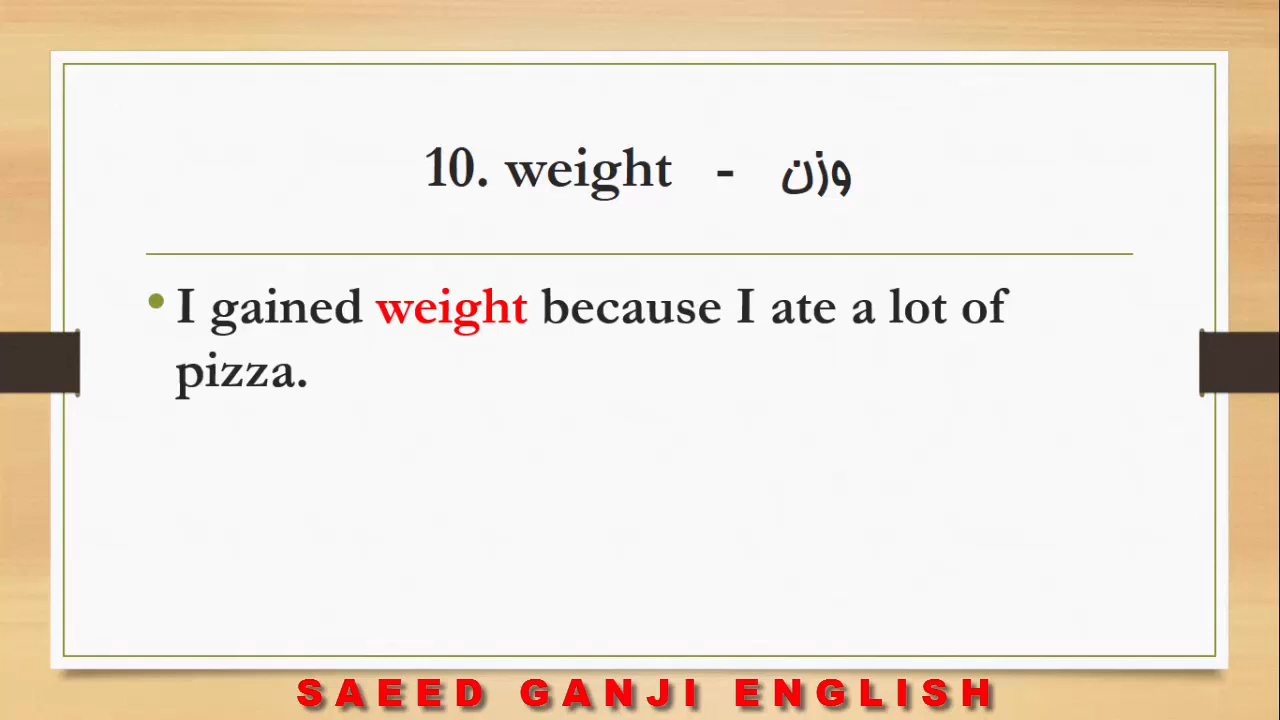 10. weight - وزن
• I gained weight because I ate a lot of
pizza.
SAEED GANJI ENGLISH